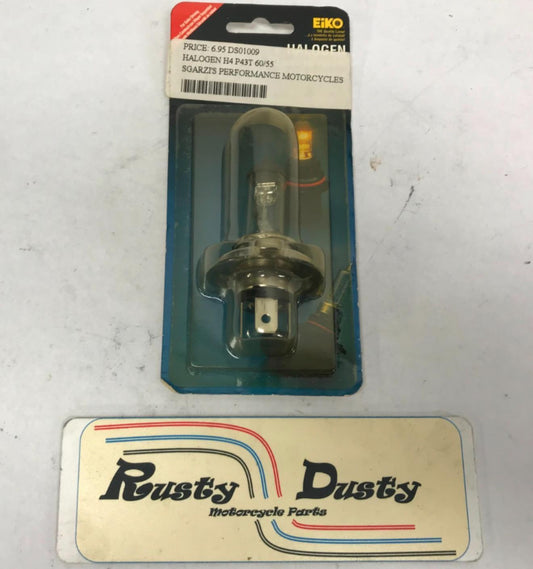 EiKO
PRICE: 6.95 DS01009
HALOGEN
HALOGEN H4 P43T 60/55
SGARZI'S PERFORMANCE MOTORCYCLES
Rusty Dusty
Motorcycle Parts